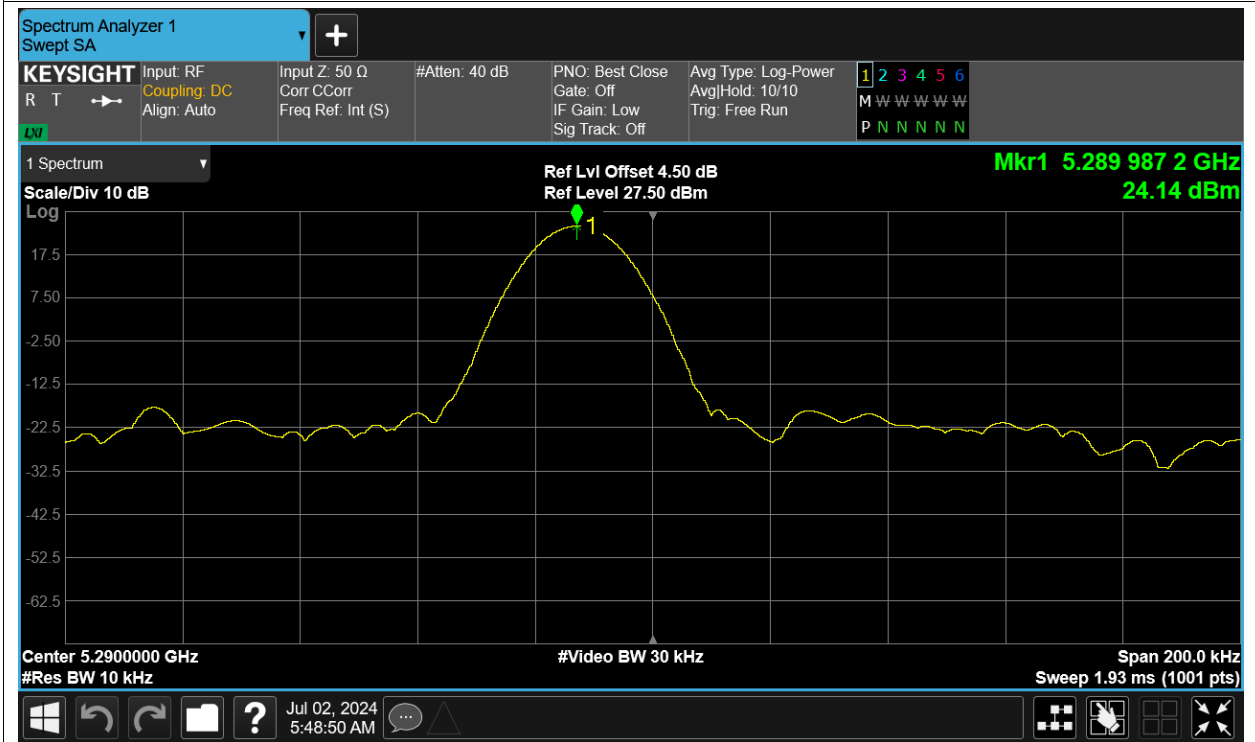 Spectrum Analyzer 1
Swept SA
+
KEYSIGHT
R T
LXI
Input: RF
Coupling: DC
Align: Auto
Input Z: 50 Ω
Corr CCorr
Freq Ref: Int (S)
#Atten: 40 dB
PNO: Best Close
Gate: Off
IF Gain: Low
Sig Track: Off
Avg Type: Log-Power
Avg|Hold: 10/10
Trig: Free Run
1 2 3 4 5 6
M W W W W W
P N N N N N
1 Spectrum
Scale/Div 10 dB
Log
Ref Lvl Offset 4.50 dB
Ref Level 27.50 dBm
Mkr1 5.289 987 2 GHz
24.14 dBm
1
17.5
7.50
-2.50
-12.5
-22.5
-32.5
-42.5
-52.5
-62.5
Center 5.2900000 GHz
#Video BW 30 kHz
Span 200.0 kHz
#Res BW 10 kHz
Sweep 1.93 ms (1001 pts)
?
Jul 02, 2024
5:48:50 AM